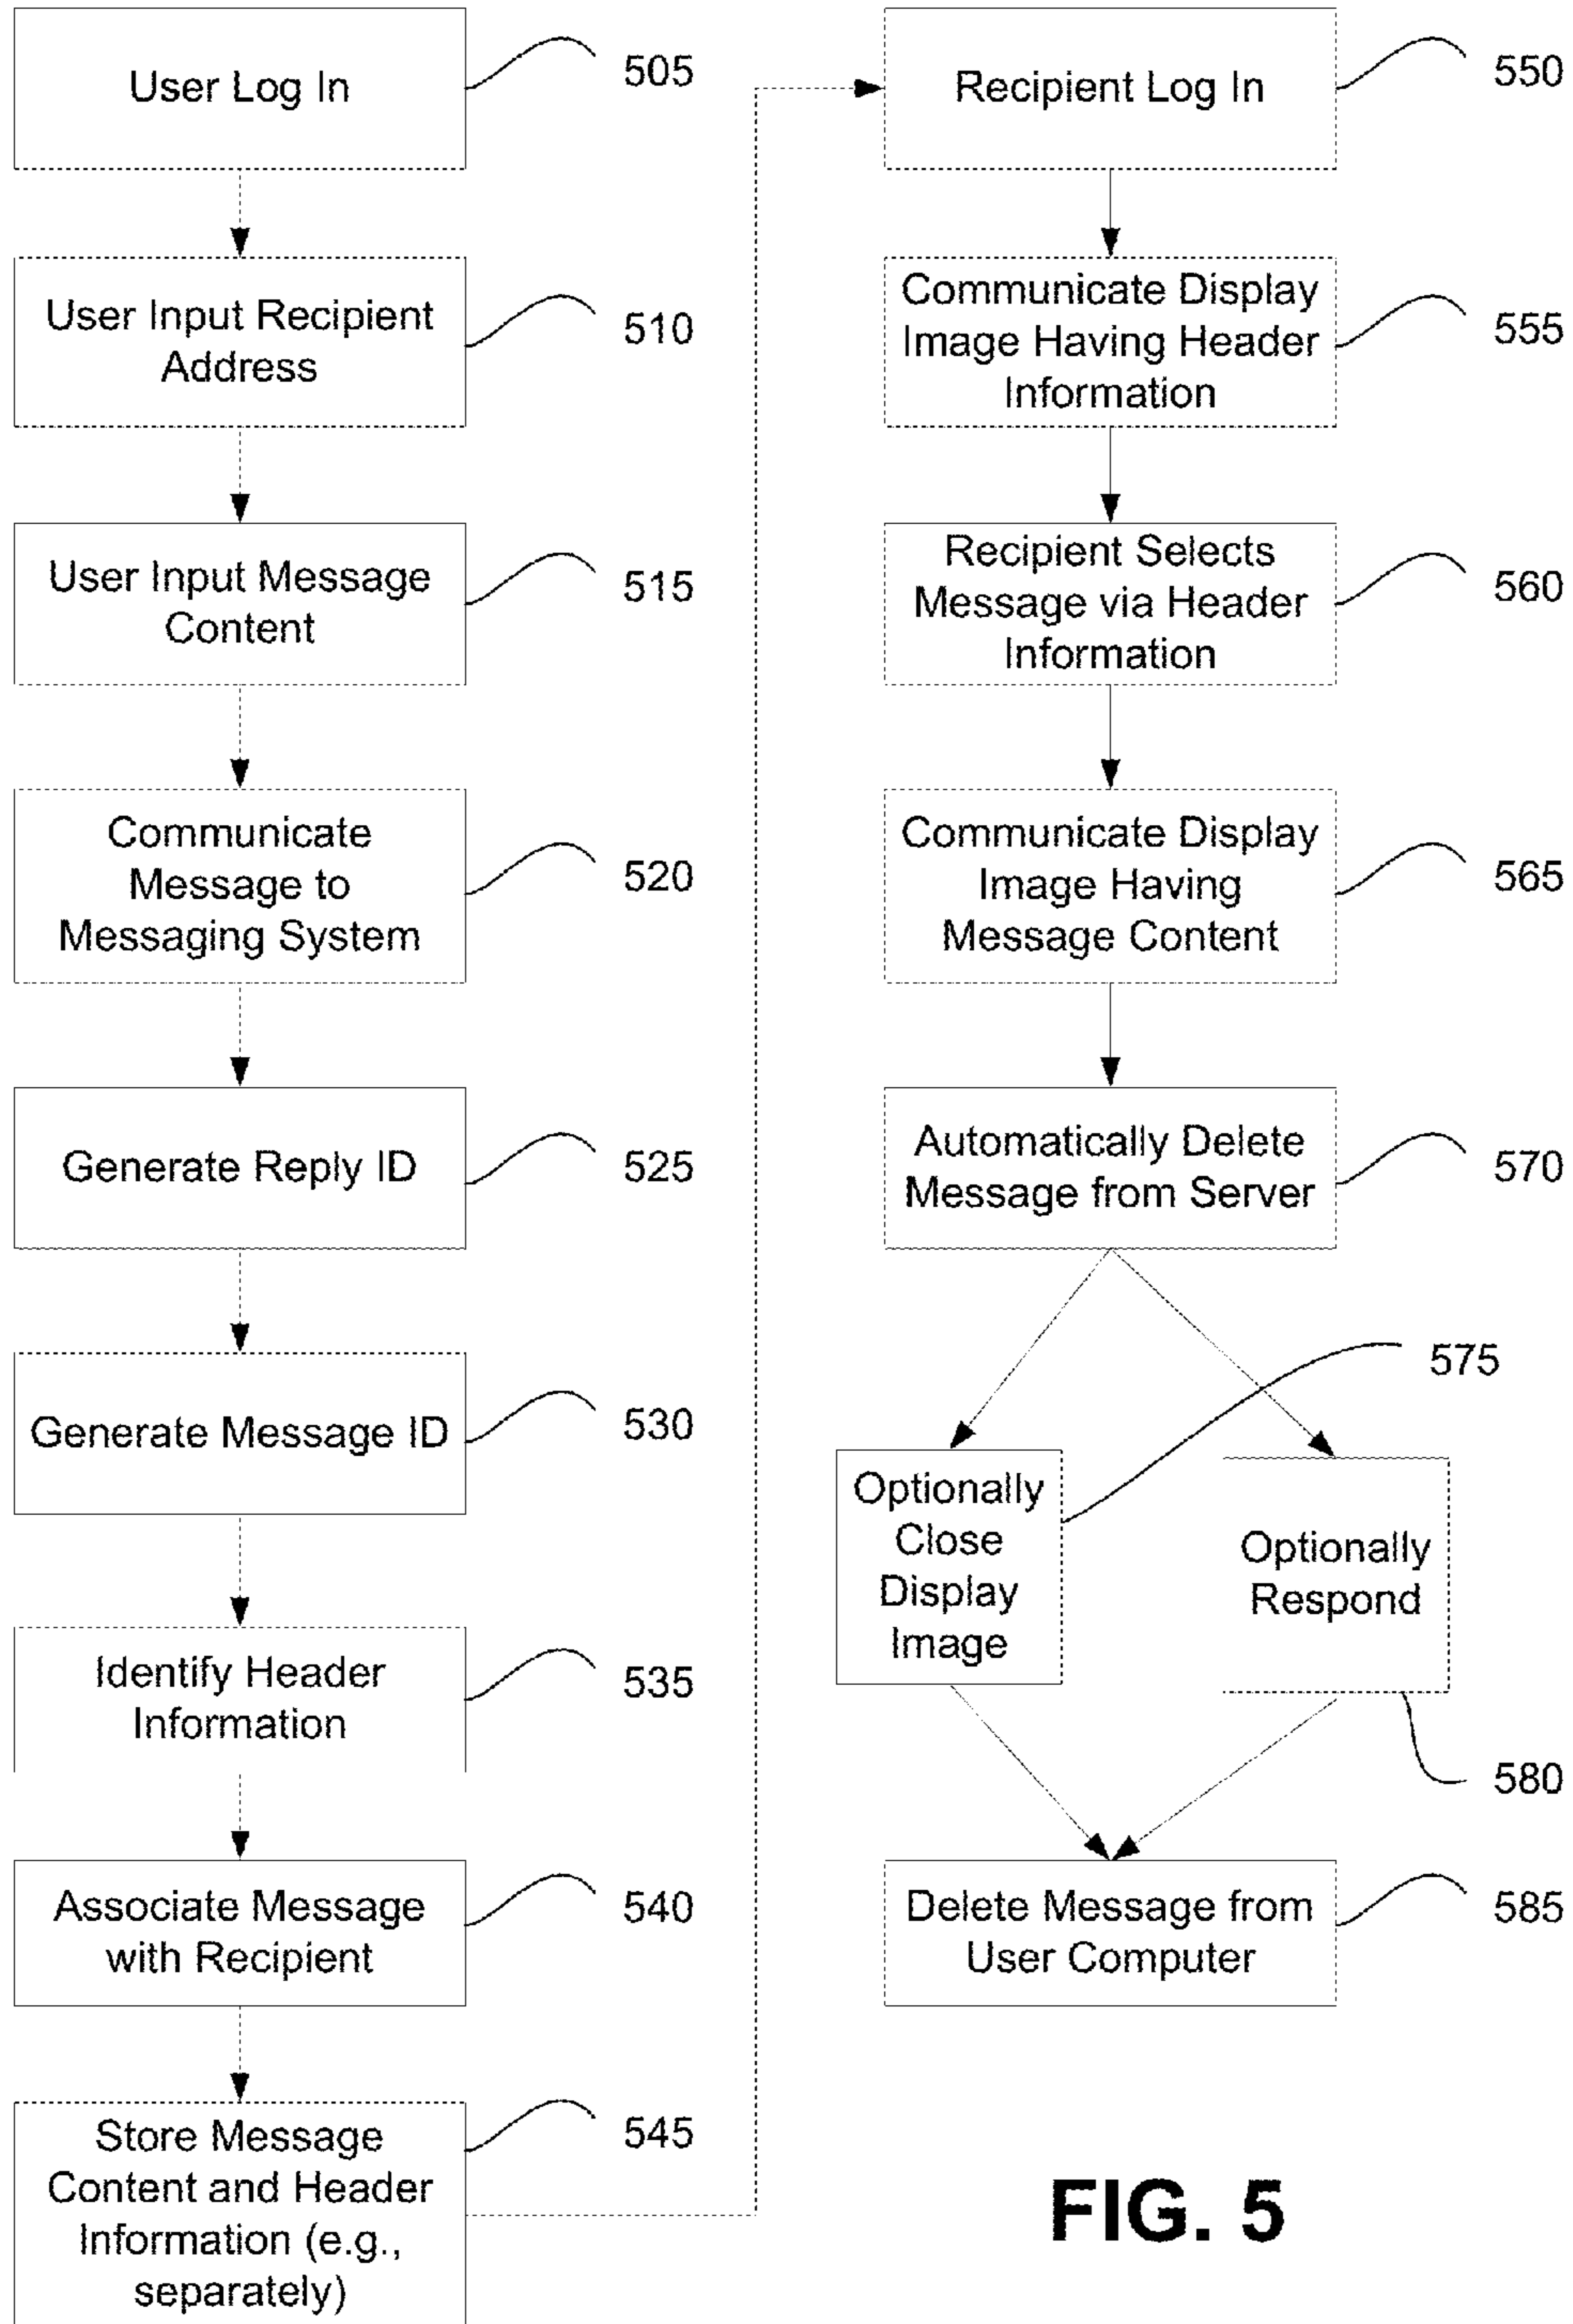 User Log In
505
User Input Recipient
Address
510
User Input Message
Content
515
Communicate
Message to
Messaging System
520
Generate Reply ID
525
Generate Message ID
530
Identify Header
Information
535
Associate Message
with Recipient
540
Store Message
Content and Header
Information (e.g.,
separately)
545
Recipient Log In
550
Communicate Display
Image Having Header
Information
555
Recipient Selects
Message via Header
Information
560
Communicate Display
Image Having
Message Content
565
Automatically Delete
Message from Server
570
Optionally
Close
Display
Image
575
Optionally
Respond
580
Delete Message from
User Computer
585
FIG. 5